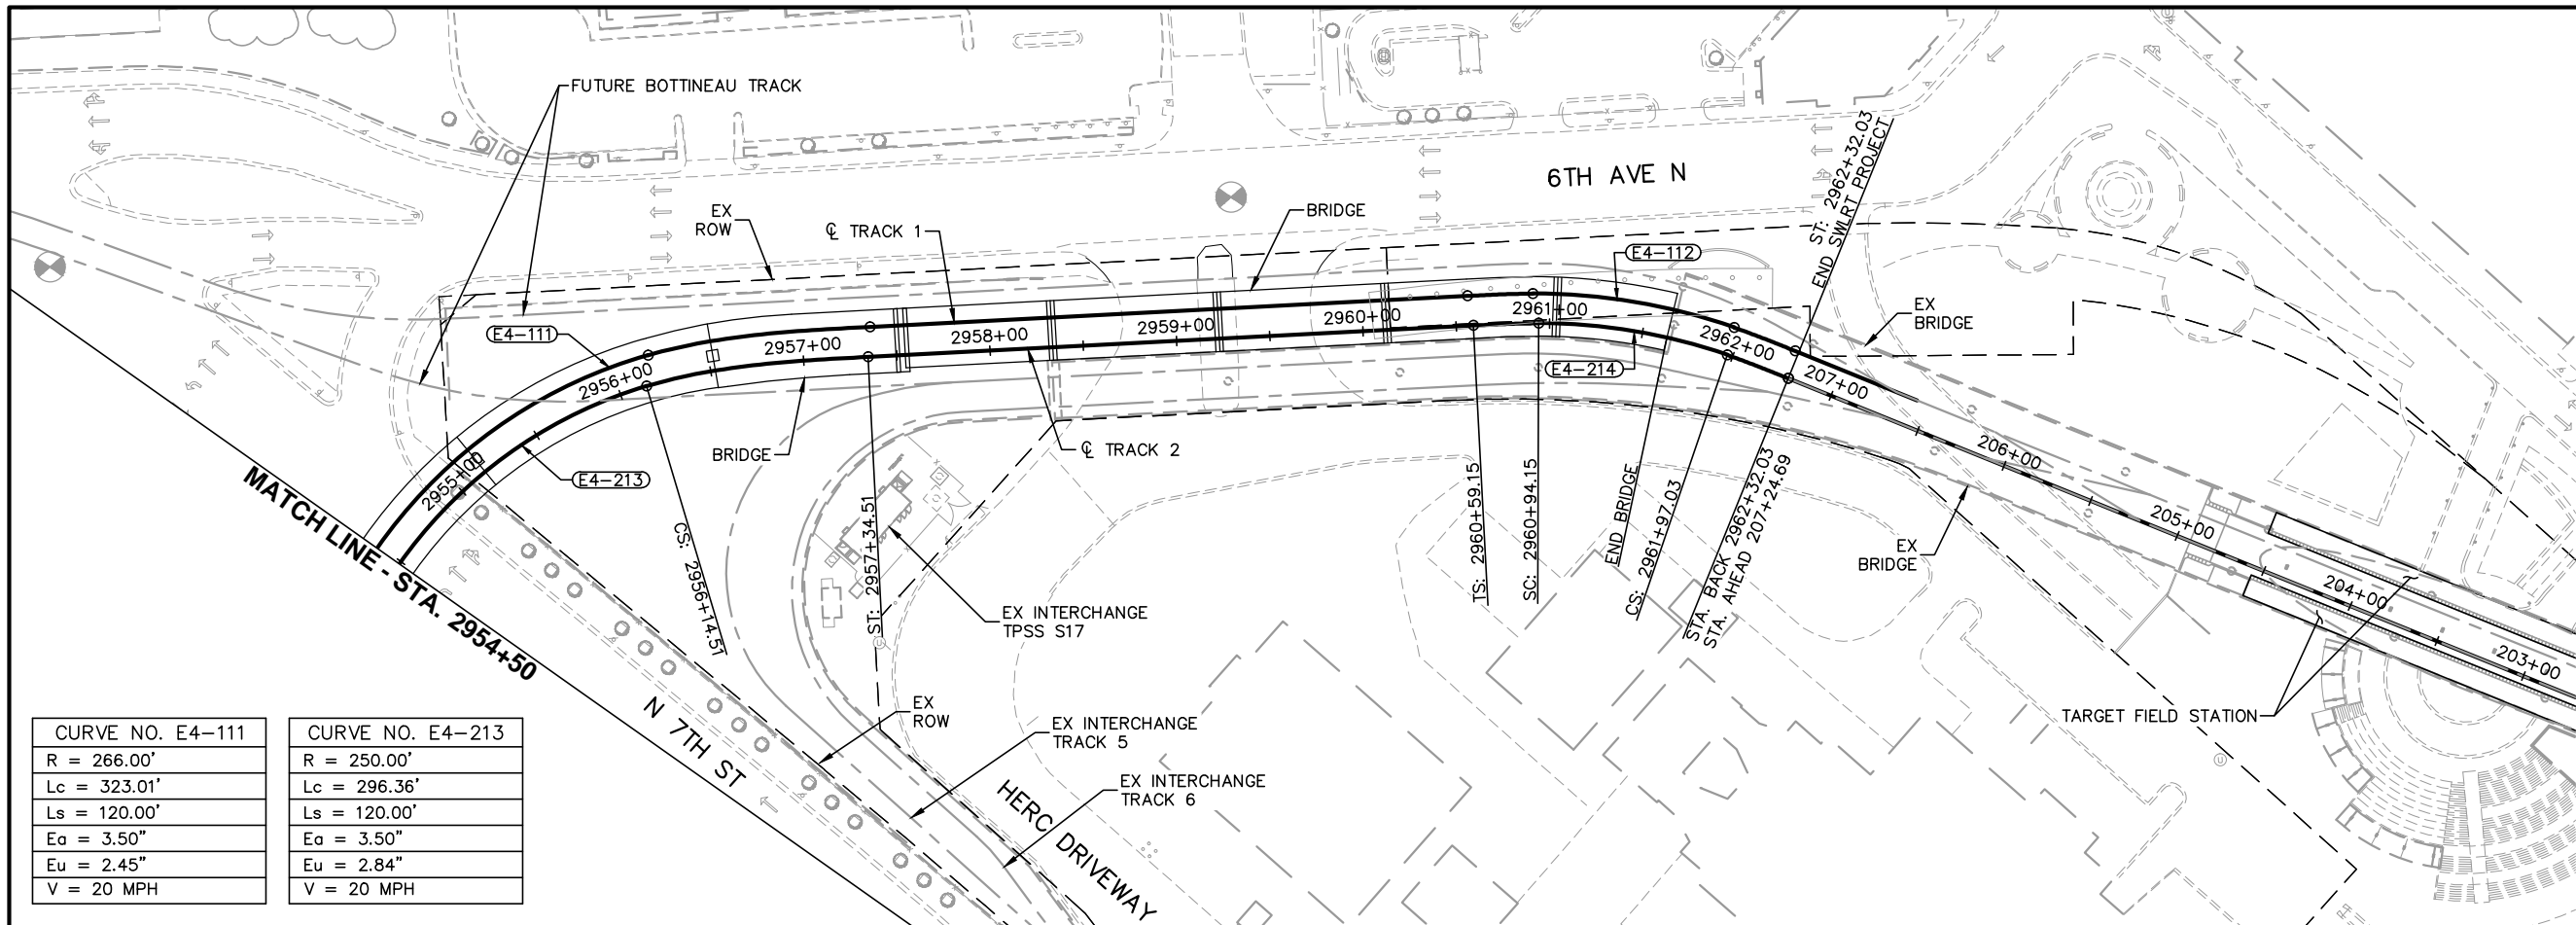 FUTURE BOTTINEAU TRACK
EX
ROW
℄ TRACK 1
BRIDGE
6TH AVE N
ST: 2962+32.03
END SWLRT PROJECT
E4-111
E4-112
EX
BRIDGE
2955+00
2956+00
2957+00
2958+00
2959+00
2960+00
2961+00
2962+00
207+00
206+00
205+00
204+00
203+00
E4-214
E4-213
BRIDGE
℄ TRACK 2
MATCH LINE - STA. 2954+50
CS: 2956+14.51
ST: 2957+34.51
TS: 2960+59.15
SC: 2960+94.15
END BRIDGE
CS: 2961+97.03
STA. BACK 2962+32.03
STA. AHEAD 207+24.69
EX
BRIDGE
EX INTERCHANGE
TPSS S17
TARGET FIELD STATION
N 7TH ST
EX
ROW
EX INTERCHANGE
TRACK 5
EX INTERCHANGE
TRACK 6
HERC DRIVEWAY
CURVE NO. E4-111
R = 266.00'
Lc = 323.01'
Ls = 120.00'
Ea = 3.50"
Eu = 2.45"
V = 20 MPH
CURVE NO. E4-213
R = 250.00'
Lc = 296.36'
Ls = 120.00'
Ea = 3.50"
Eu = 2.84"
V = 20 MPH